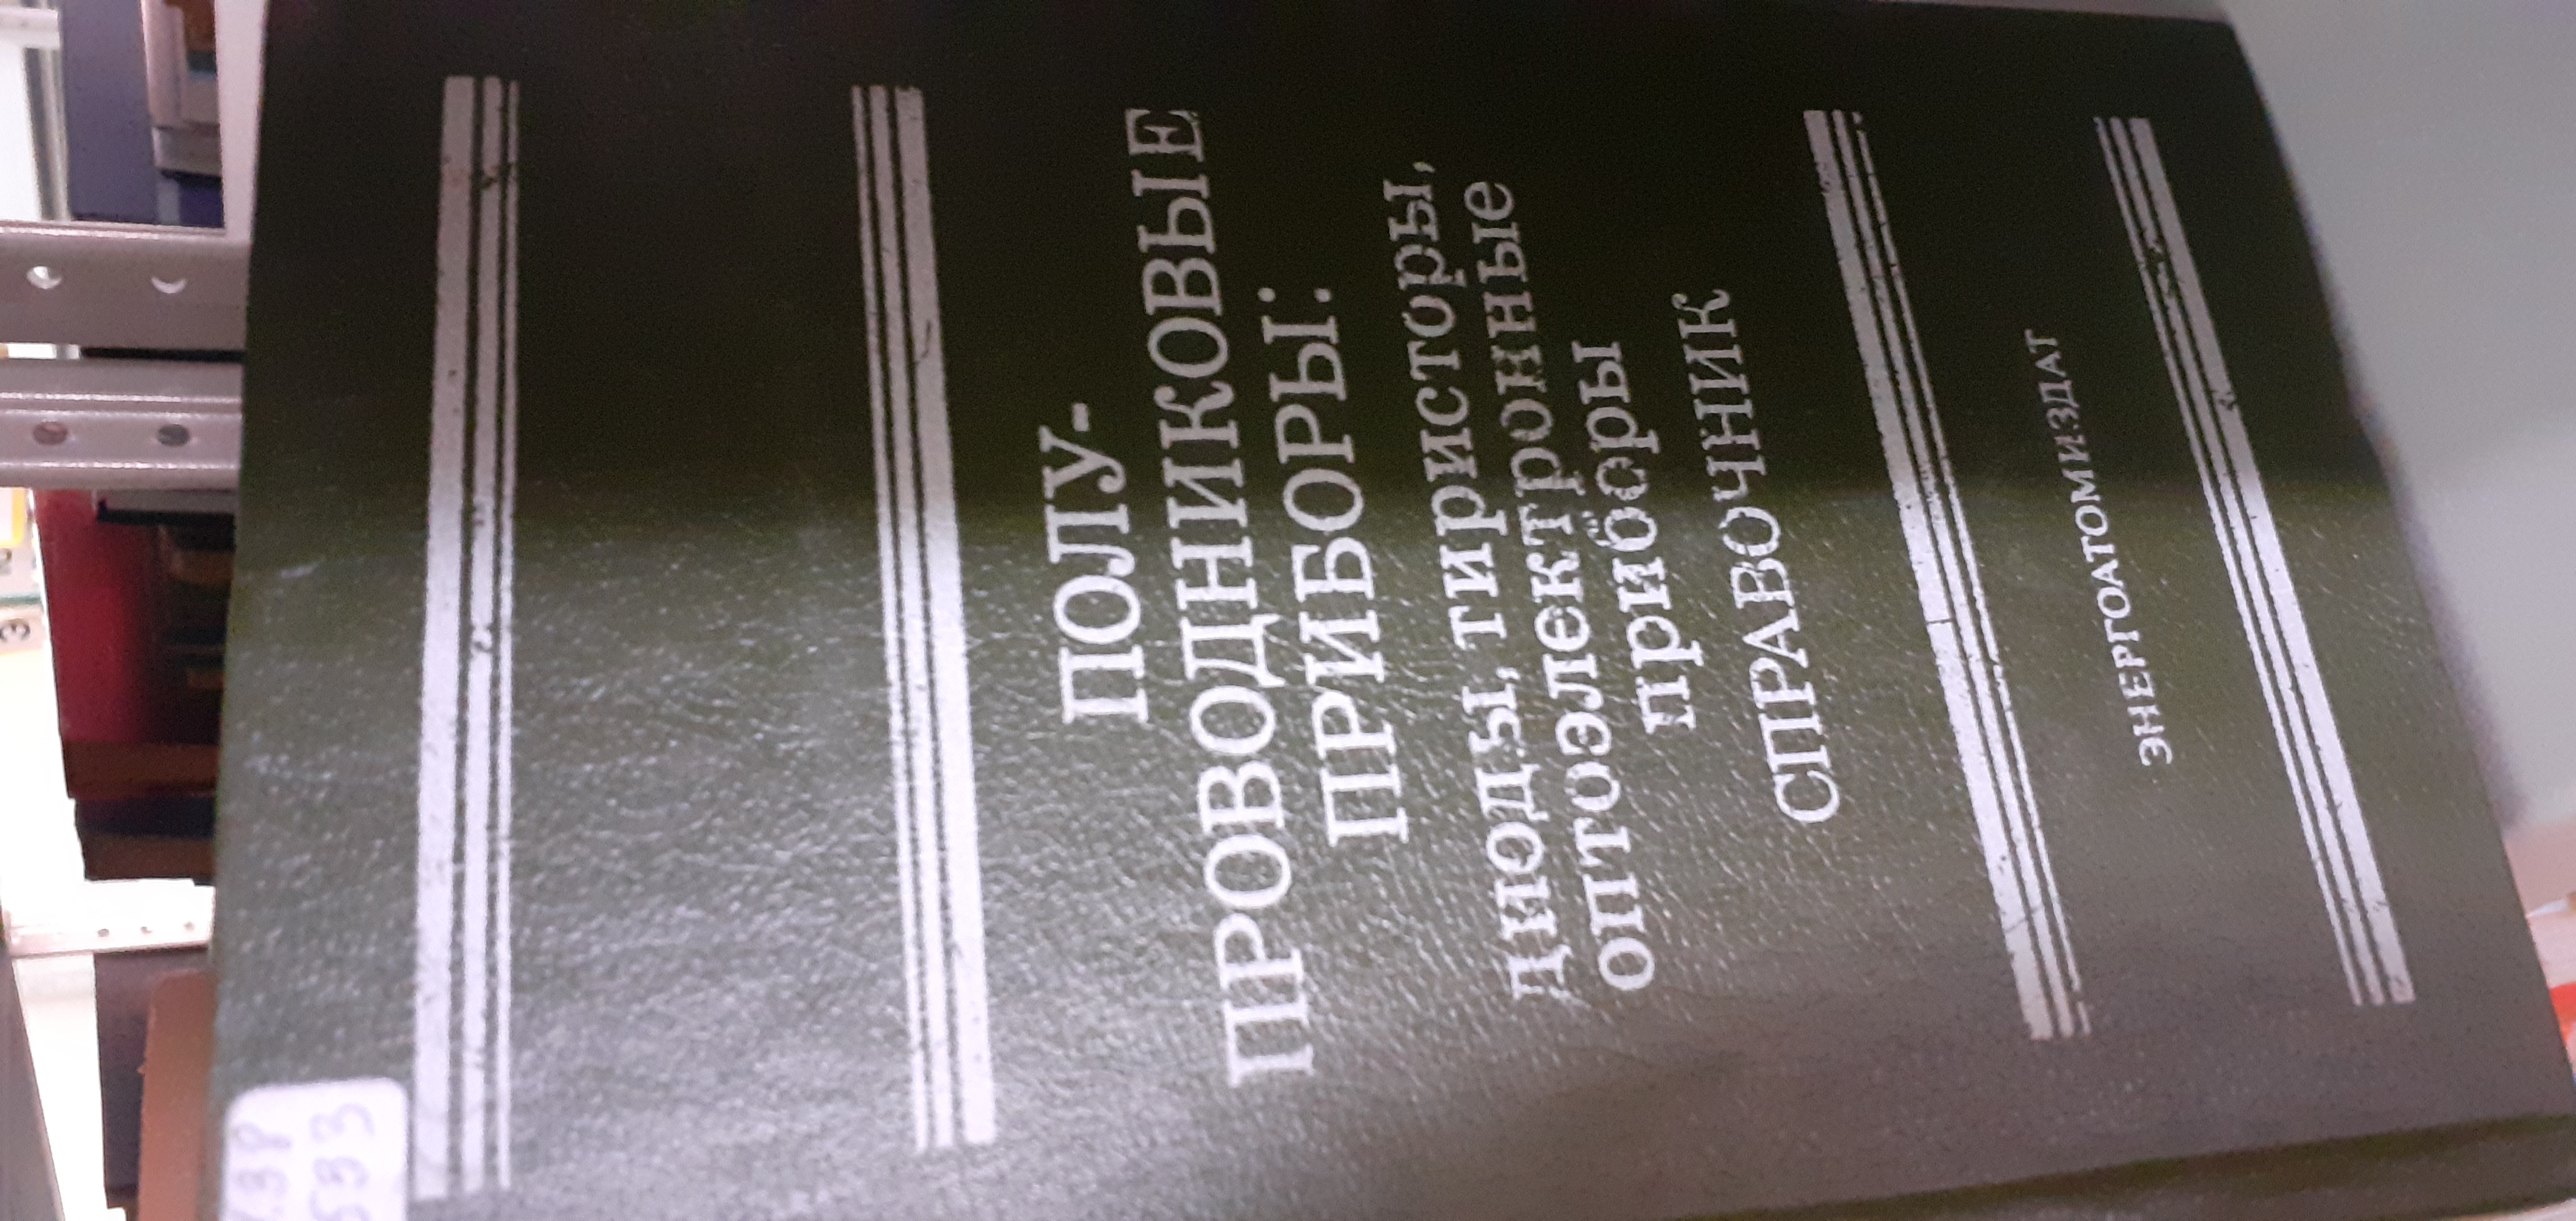 ПОЛУ-
ПРОВОДНИКОВЫЕ
ПРИБОРЫ:
диоды, тиристоры,
оптоэлектронные
приборы
СПРАВОЧНИК
ЭНЕРГОАТОМИЗДАТ